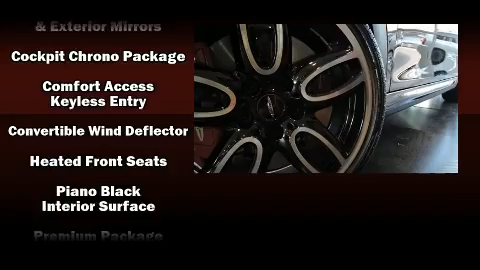 & Exterior Mirrors
Cockpit Chrono Package
Comfort Access
Keyless Entry
Convertible Wind Deflector
Heated Front Seats
Piano Black
Interior Surface
Premium Package